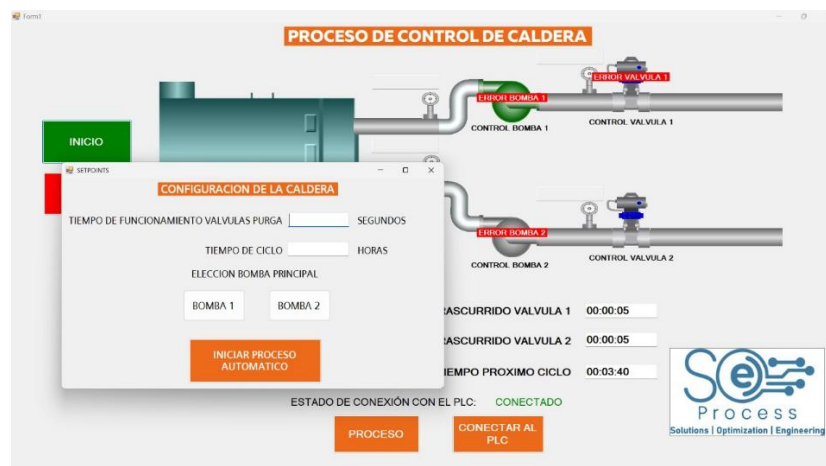 Form1
PROCESO DE CONTROL DE CALDERA
ERROR VALVULA 1
ERROR BOMBA 1
CONTROL BOMBA 1
CONTROL VALVULA 1
INICIO
SETPOINTS
CONFIGURACION DE LA CALDERA
TIEMPO DE FUNCIONAMIENTO VALVULAS PURGA SEGUNDOS
TIEMPO DE CICLO HORAS
ELECCION BOMBA PRINCIPAL
BOMBA 1 BOMBA 2
INICIAR PROCESO
AUTOMATICO
ERROR BOMBA 2
CONTROL BOMBA 2
CONTROL VALVULA 2
ASCURRIDO VALVULA 1 00:00:05
ASCURRIDO VALVULA 2 00:00:05
IEMPO PROXIMO CICLO 00:03:40
ESTADO DE CONEXIÓN CON EL PLC: CONECTADO
PROCESO
CONECTAR AL
PLC
Se
Process
Solutions | Optimization | Engineering